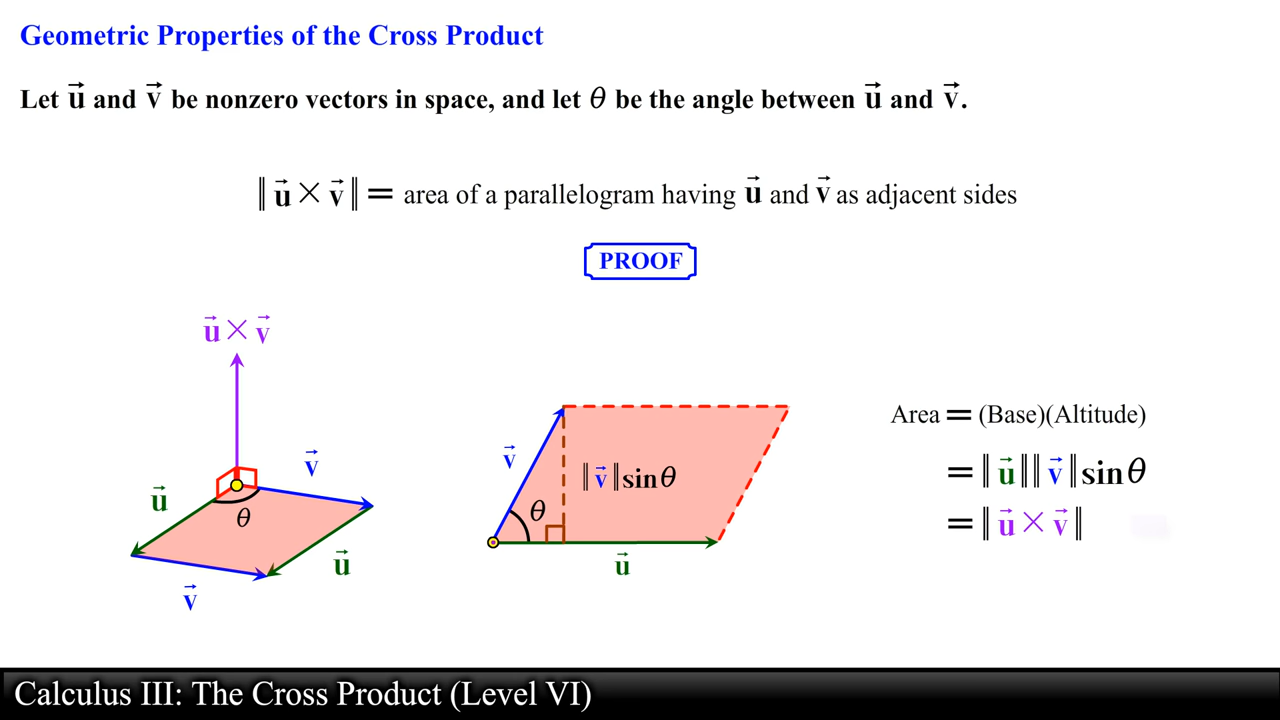 Geometric Properties of the Cross Product
Let u⃗ and v⃗ be nonzero vectors in space, and let θ be the angle between u⃗ and v⃗.
‖u⃗ × v⃗‖ = area of a parallelogram having u⃗ and v⃗ as adjacent sides
PROOF
u⃗ × v⃗
v⃗
u⃗
θ
u⃗
v⃗
v⃗
‖v⃗‖sinθ
θ
u⃗
Area = (Base)(Altitude)
= ‖u⃗‖‖v⃗‖sinθ
= ‖u⃗ × v⃗‖
Calculus III: The Cross Product (Level VI)